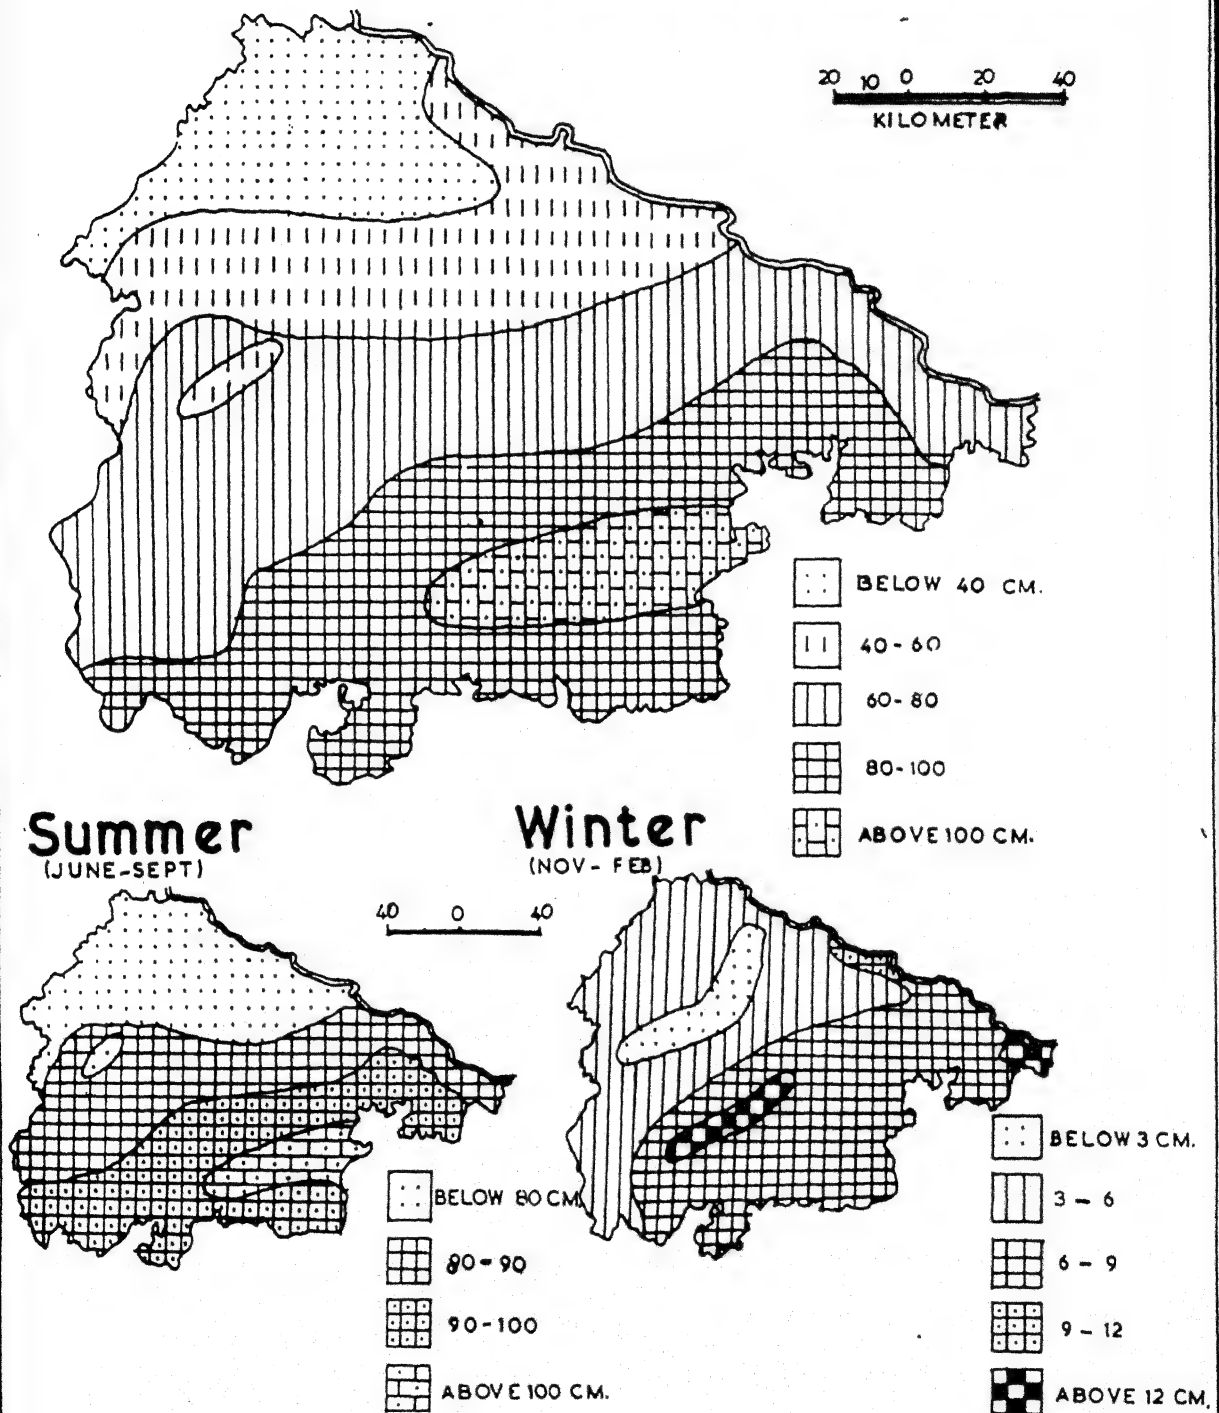 20 10 0 20 40
KILOMETER
BELOW 40 CM.
40-60
60-80
80-100
ABOVE 100 CM.
Summer
(JUNE-SEPT)
Winter
(NOV-FEB)
40 0 40
BELOW 80 CM.
80-90
90-100
ABOVE 100 CM.
BELOW 3 CM.
3-6
6-9
9-12
ABOVE 12 CM.